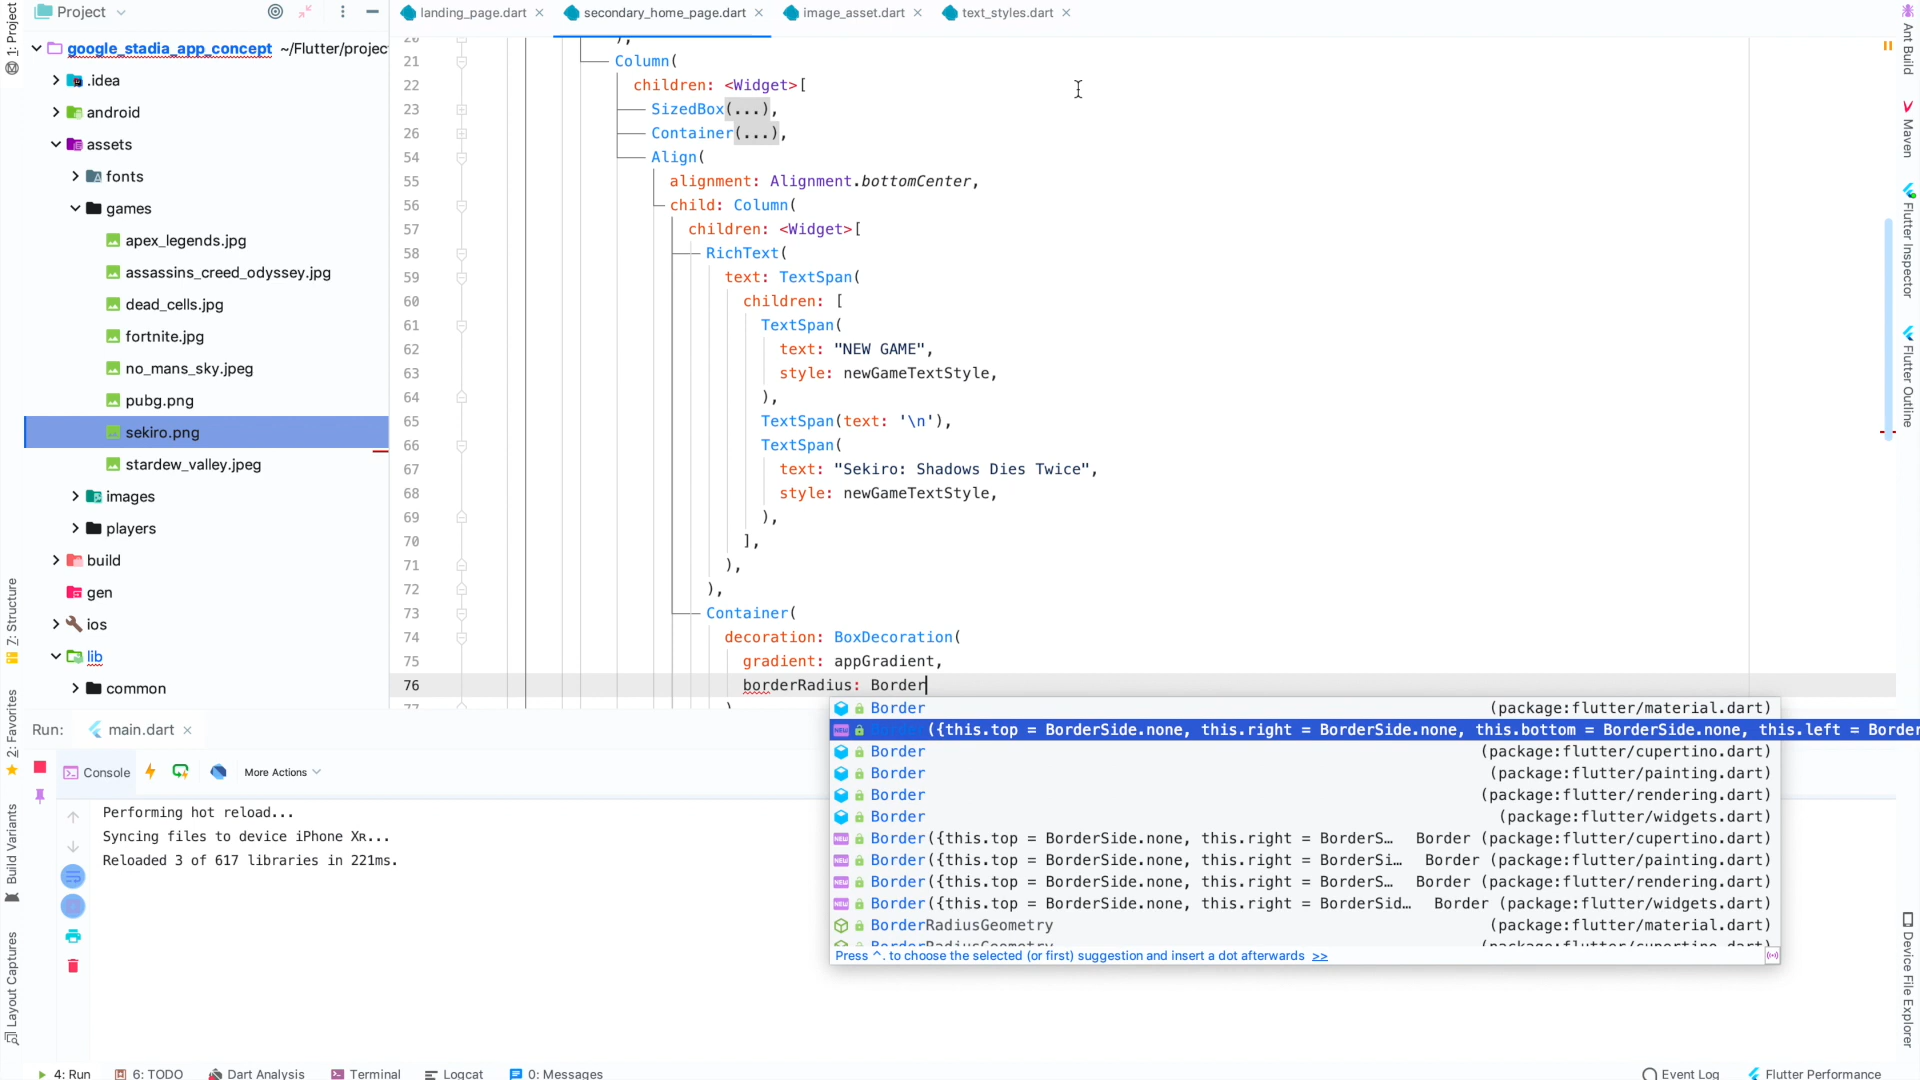 Project
landing_page.dart
secondary_home_page.dart
image_asset.dart
text_styles.dart
1: Project
google_stadia_app_concept ~/Flutter/projec
.idea
android
assets
fonts
games
apex_legends.jpg
assassins_creed_odyssey.jpg
dead_cells.jpg
fortnite.jpg
no_mans_sky.jpeg
pubg.png
sekiro.png
stardew_valley.jpeg
images
players
build
gen
ios
lib
common
Z: Structure
2: Favorites
Build Variants
Layout Captures
21 Column(
22 children: <Widget>[
23 SizedBox(...),
26 Container(...),
54 Align(
55 alignment: Alignment.bottomCenter,
56 child: Column(
57 children: <Widget>[
58 RichText(
59 text: TextSpan(
60 children: [
61 TextSpan(
62 text: "NEW GAME",
63 style: newGameTextStyle,
64 ),
65 TextSpan(text: '\n'),
66 TextSpan(
67 text: "Sekiro: Shadows Dies Twice",
68 style: newGameTextStyle,
69 ),
70 ],
71 ),
72 ),
73 Container(
74 decoration: BoxDecoration(
75 gradient: appGradient,
76 borderRadius: Border
Border (package:flutter/material.dart)
Border({this.top = BorderSide.none, this.right = BorderSide.none, this.bottom = BorderSide.none, this.left = Border
Border (package:flutter/cupertino.dart)
Border (package:flutter/painting.dart)
Border (package:flutter/rendering.dart)
Border (package:flutter/widgets.dart)
Border({this.top = BorderSide.none, this.right = BorderS… Border (package:flutter/cupertino.dart)
Border({this.top = BorderSide.none, this.right = BorderSi… Border (package:flutter/painting.dart)
Border({this.top = BorderSide.none, this.right = BorderS… Border (package:flutter/rendering.dart)
Border({this.top = BorderSide.none, this.right = BorderSid… Border (package:flutter/widgets.dart)
BorderRadiusGeometry (package:flutter/material.dart)
BorderRadiusGeometry (package:flutter/cupertino.dart)
Press ^. to choose the selected (or first) suggestion and insert a dot afterwards >>
Run: main.dart
Console
More Actions
Performing hot reload...
Syncing files to device iPhone Xʀ...
Reloaded 3 of 617 libraries in 221ms.
Ant Build
Maven
Flutter Inspector
Flutter Outline
Device File Explorer
4: Run
6: TODO
Dart Analysis
Terminal
Logcat
0: Messages
Event Log
Flutter Performance